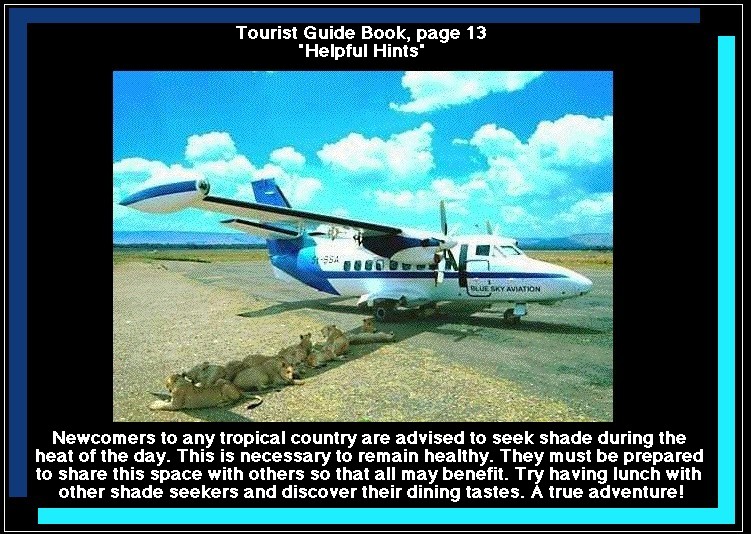 Tourist Guide Book, page 13
"Helpful Hints"
BLUE SKY AVIATION
Newcomers to any tropical country are advised to seek shade during the
heat of the day. This is necessary to remain healthy. They must be prepared
to share this space with others so that all may benefit. Try having lunch with
other shade seekers and discover their dining tastes. A true adventure!